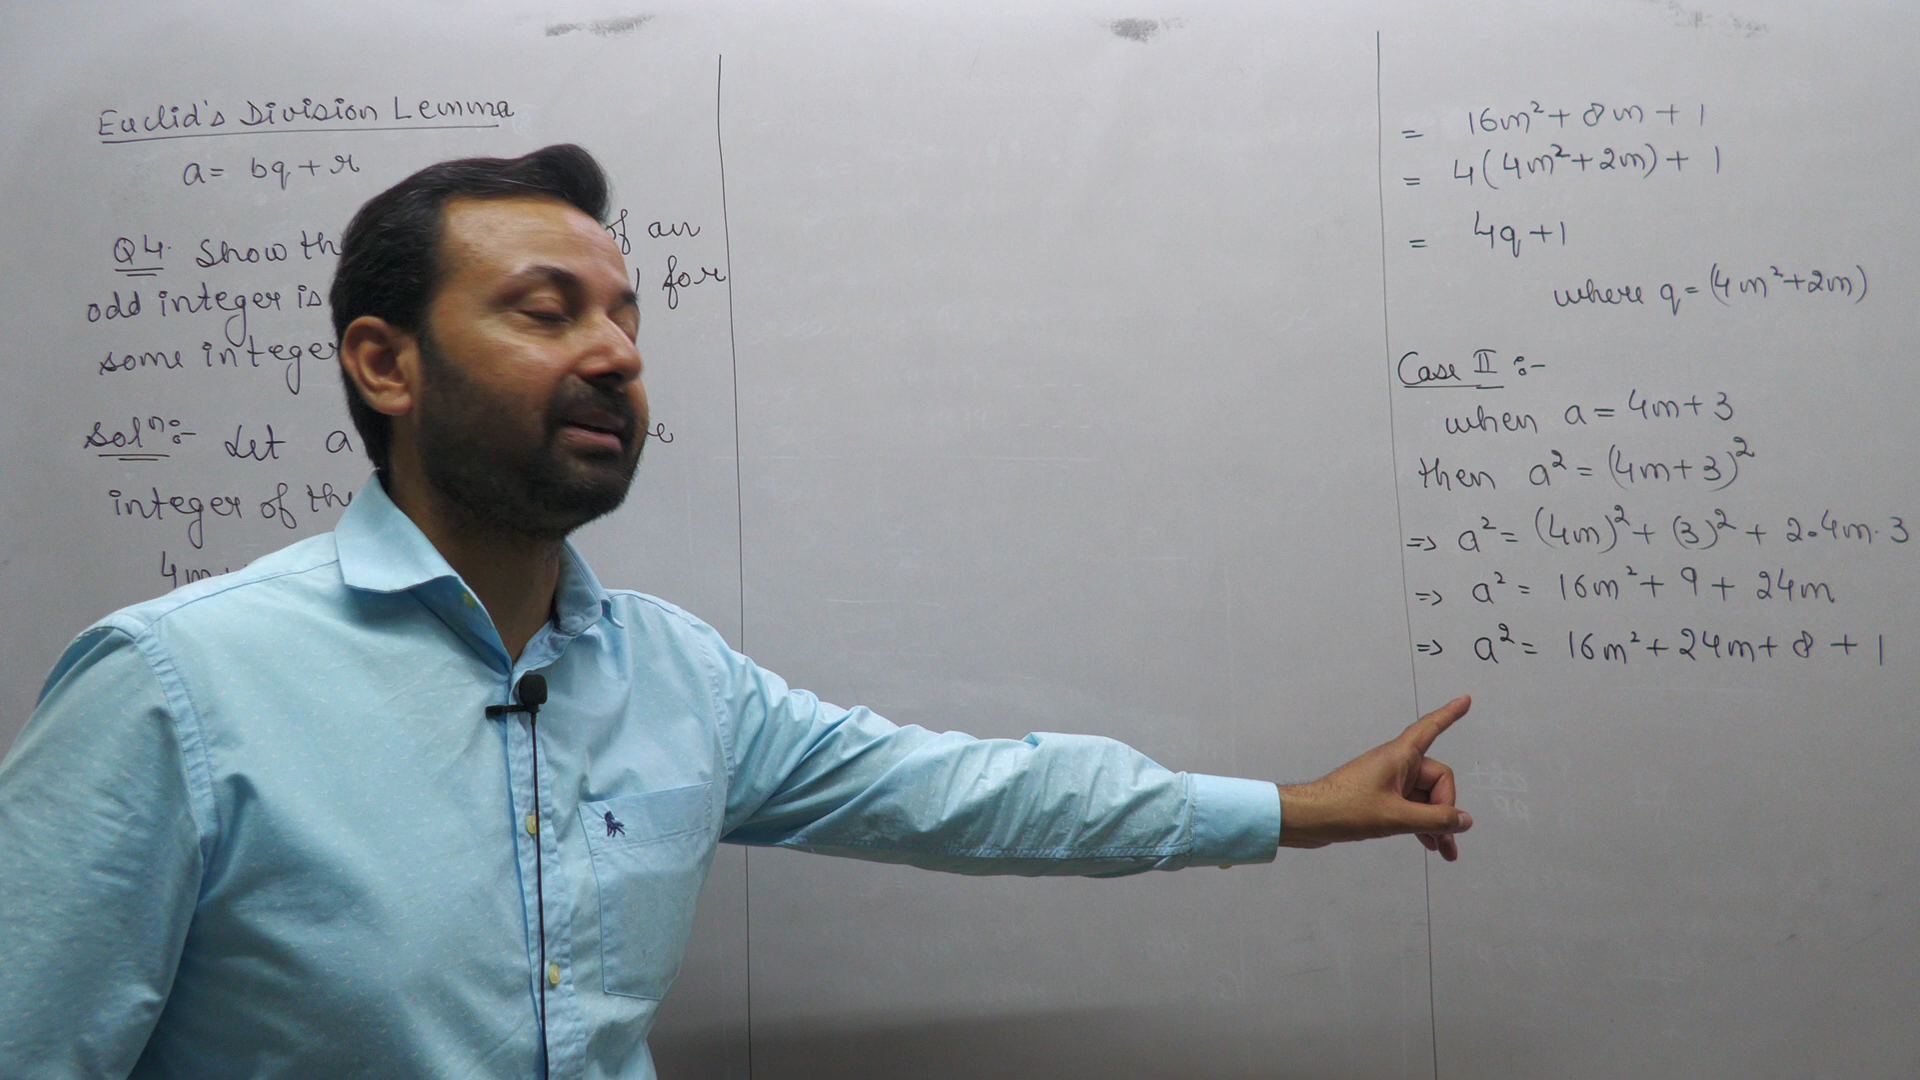 Euclid's Division Lemma
a = bq + r
Q4. Show of an
odd integer is for
some integer
Solⁿ:- Let a
integer of the
4m
= 16m² + 8m + 1
= 4(4m² + 2m) + 1
= 4q + 1
where q = (4m² + 2m)
Case II :-
when a = 4m + 3
then a² = (4m + 3)²
⇒ a² = (4m)² + (3)² + 2·4m·3
⇒ a² = 16m² + 9 + 24m
⇒ a² = 16m² + 24m + 8 + 1